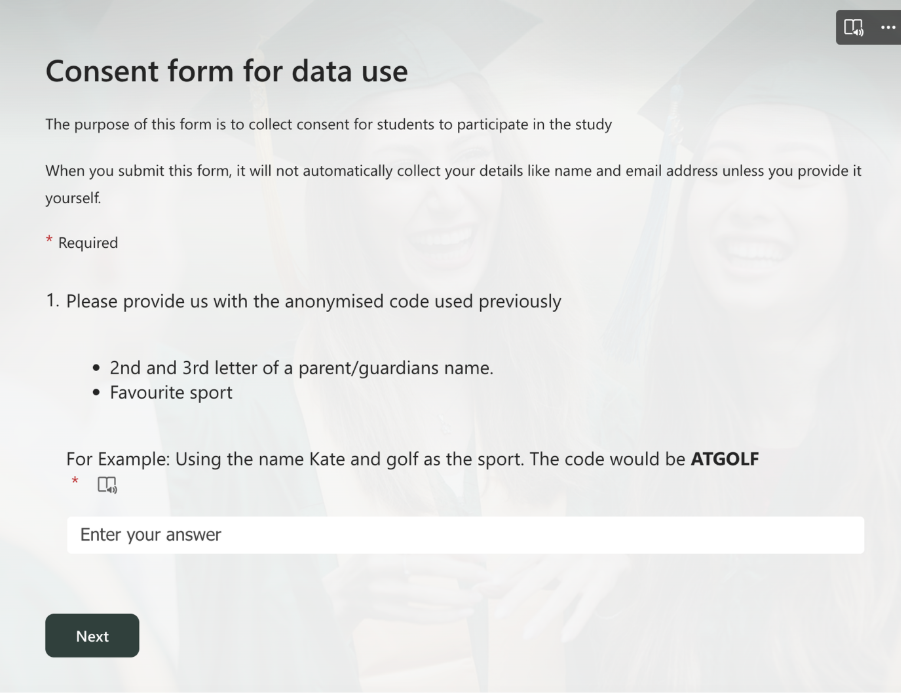 Consent form for data use
The purpose of this form is to collect consent for students to participate in the study
When you submit this form, it will not automatically collect your details like name and email address unless you provide it
yourself.
* Required
1. Please provide us with the anonymised code used previously
• 2nd and 3rd letter of a parent/guardians name.
• Favourite sport
For Example: Using the name Kate and golf as the sport. The code would be ATGOLF
*
Enter your answer
Next